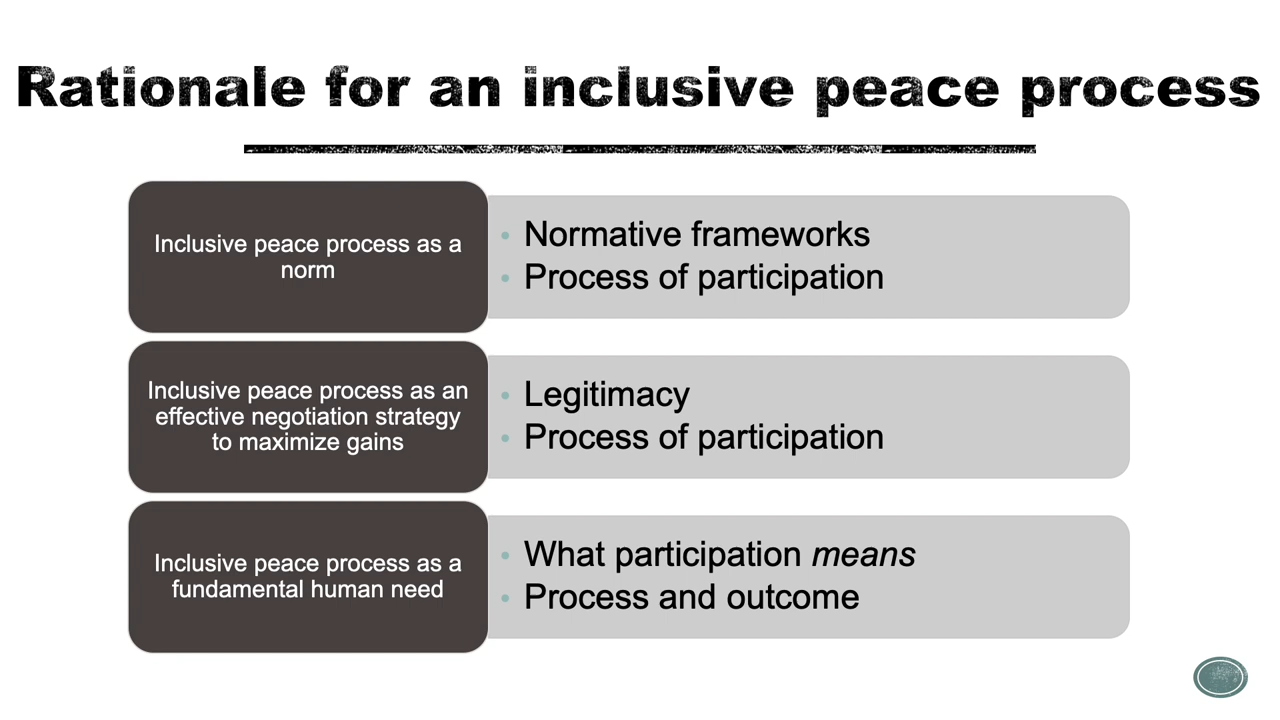 Rationale for an inclusive peace process
Inclusive peace process as a
norm
• Normative frameworks
• Process of participation
Inclusive peace process as an
effective negotiation strategy
to maximize gains
• Legitimacy
• Process of participation
Inclusive peace process as a
fundamental human need
• What participation means
• Process and outcome